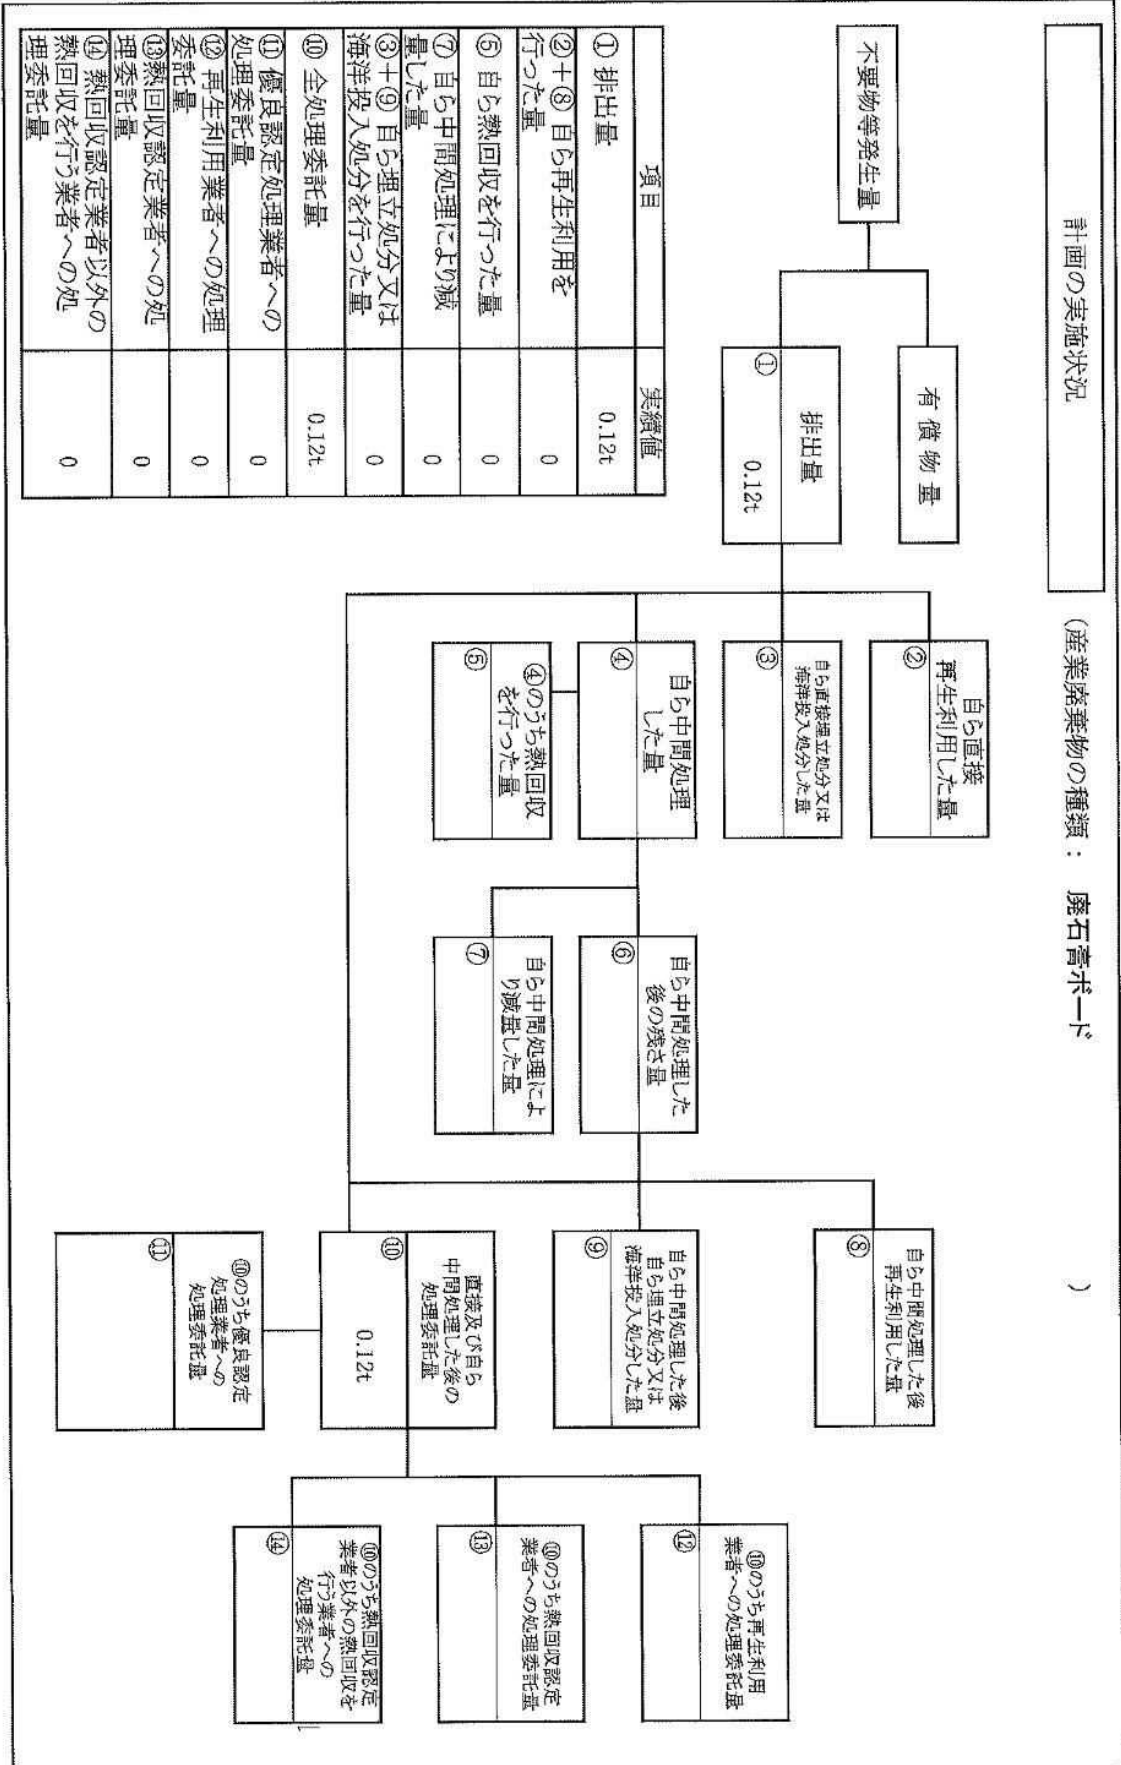 計画の実施状況
(産業廃棄物の種類： 廃石膏ボード )
不要物等発生量
有償物量
排出量
① 0.12t
自ら直接
再生利用した量
②
自ら直接埋立処分又は
海洋投入処分した量
③
自ら中間処理
した量
④
④のうち熱回収
を行った量
⑤
自ら中間処理した
後の残さ量
⑥
自ら中間処理によ
り減量した量
⑦
自ら中間処理した後
再生利用した量
⑧
自ら中間処理した後
自ら埋立処分又は
海洋投入処分した量
⑨
直接及び自ら
中間処理した後の
処理委託量
⑩ 0.12t
⑩のうち優良認定
処理業者への
処理委託量
⑪
⑩のうち再生利用
業者への処理委託量
⑫
⑩のうち熱回収認定
業者への処理委託量
⑬
⑩のうち熱回収認定
業者以外の熱回収を
行う業者への
処理委託量
⑭
項目 実績値
① 排出量 0.12t
②＋⑧ 自ら再生利用を
行った量 0
⑤ 自ら熱回収を行った量 0
⑦ 自ら中間処理により減
量した量 0
③＋⑨ 自ら埋立処分又は
海洋投入処分を行った量 0
⑩ 全処理委託量 0.12t
⑪ 優良認定処理業者への
処理委託量 0
⑫ 再生利用業者への処理
委託量 0
⑬熱回収認定業者への処
理委託量 0
⑭ 熱回収認定業者以外の
熱回収を行う業者への処
理委託量 0